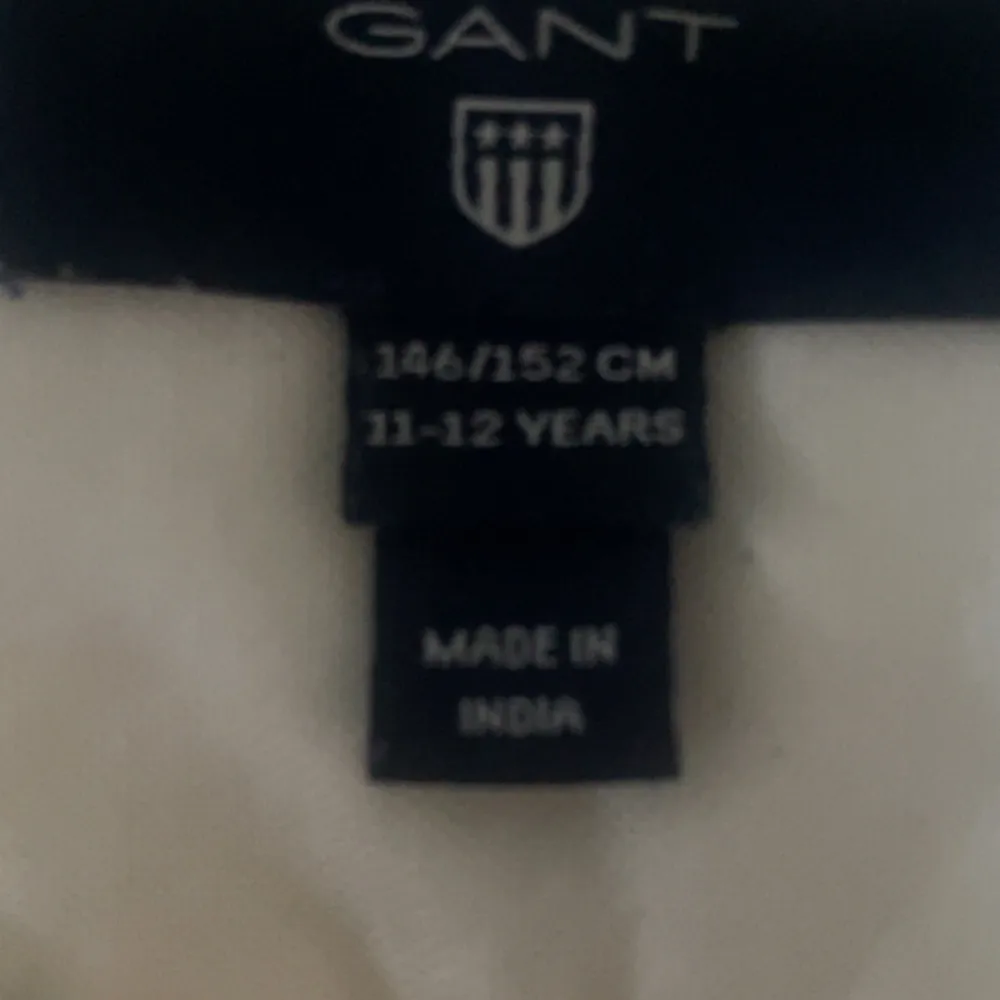 GANT
146/152 CM
11-12 YEARS
MADE IN
INDIA